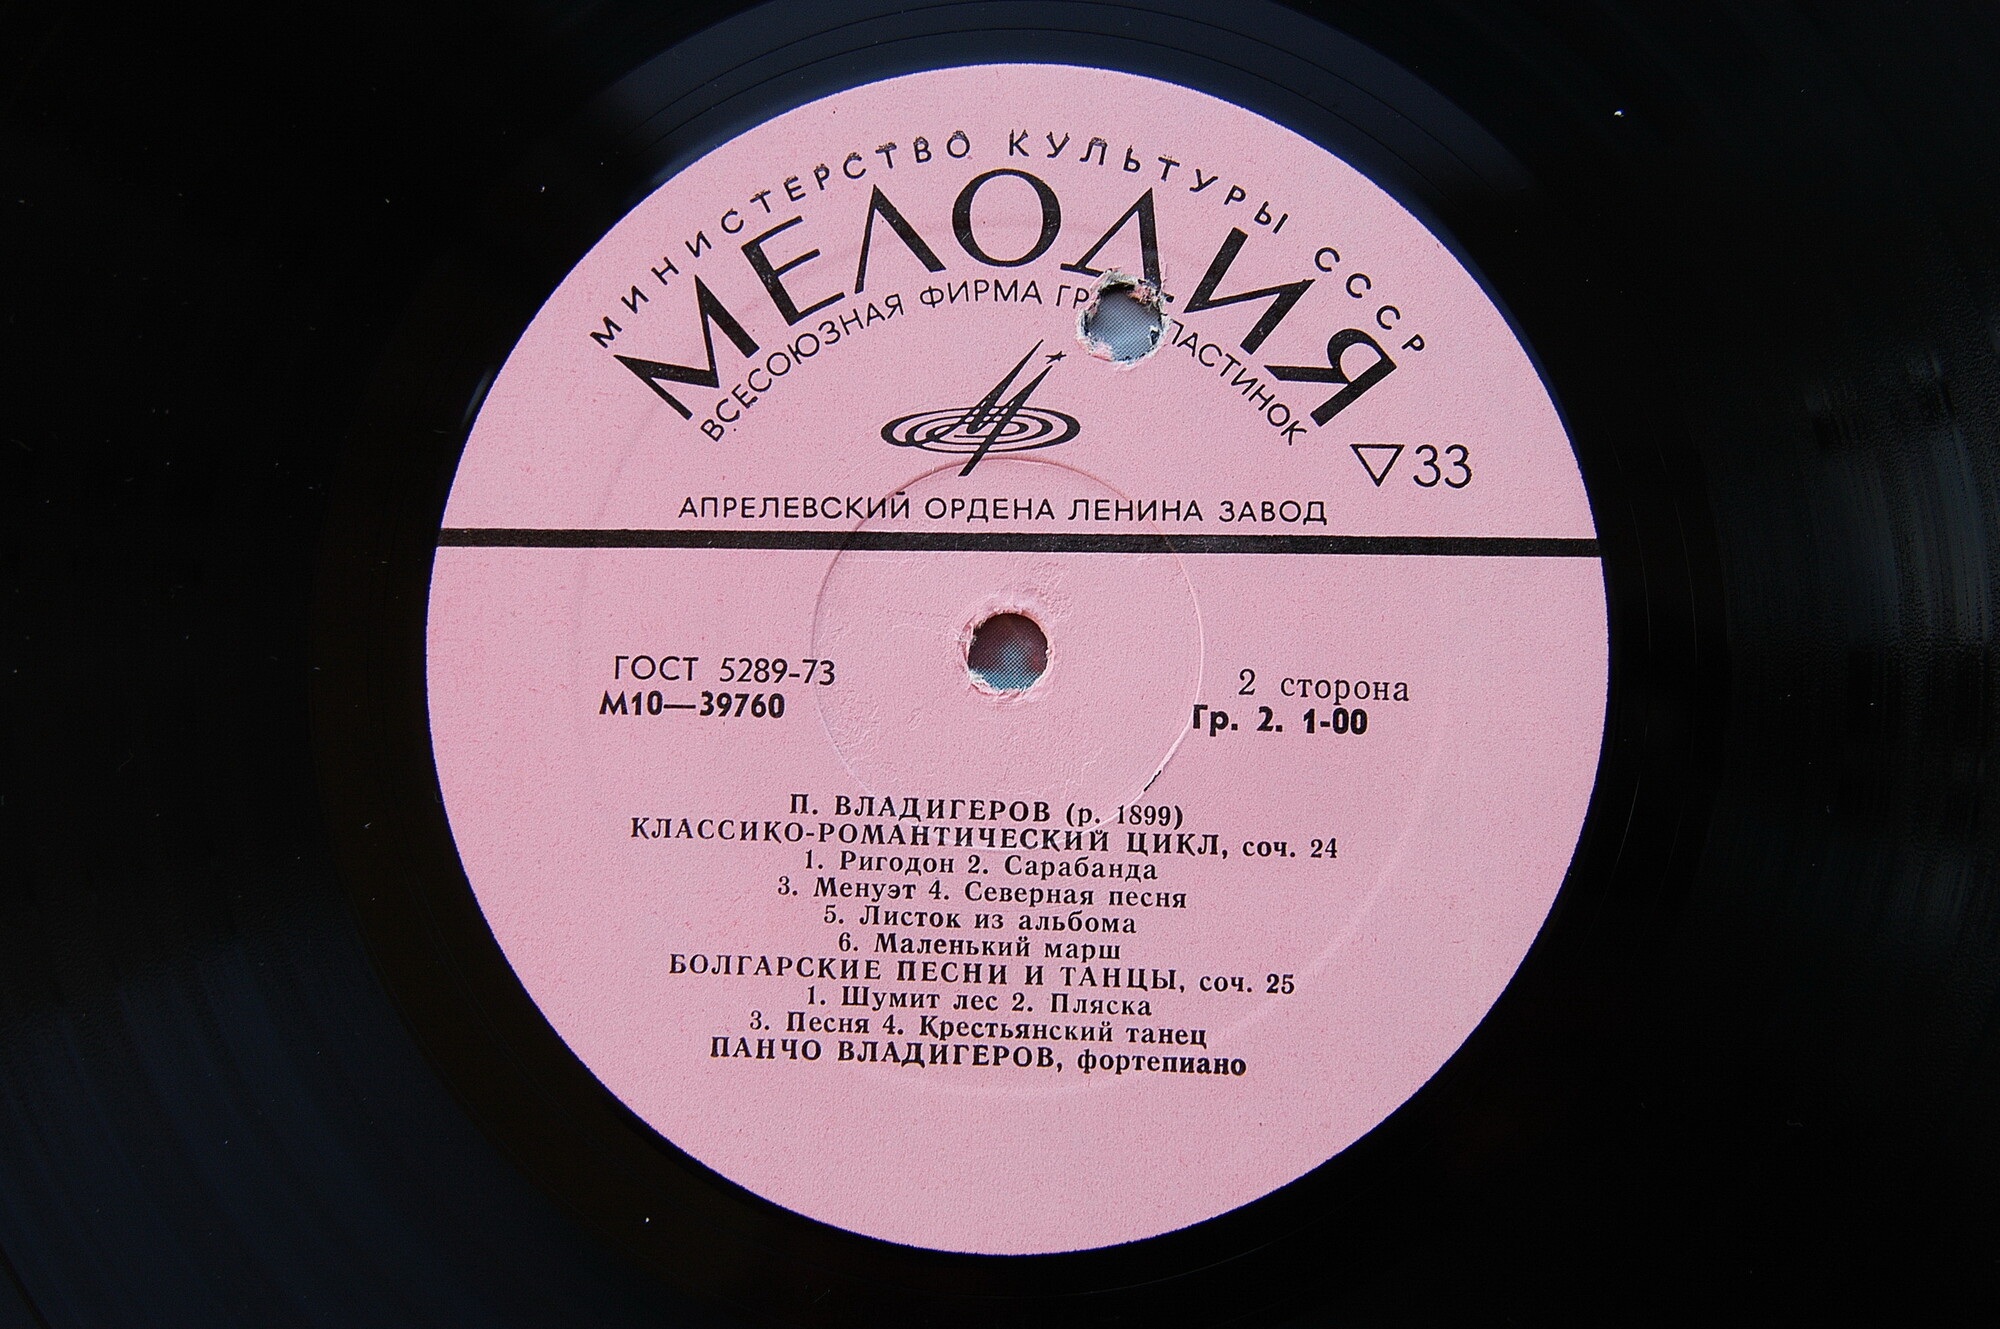 МИНИСТЕРСТВО КУЛЬТУРЫ СССР
МЕЛОДИЯ
ВСЕСОЮЗНАЯ ФИРМА ГР ПЛАСТИНОК
▽33
АПРЕЛЕВСКИЙ ОРДЕНА ЛЕНИНА ЗАВОД
ГОСТ 5289-73
М10—39760
2 сторона
Гр. 2. 1-00
П. ВЛАДИГЕРОВ (р. 1899)
КЛАССИКО-РОМАНТИЧЕСКИЙ ЦИКЛ, соч. 24
1. Ригодон 2. Сарабанда
3. Менуэт 4. Северная песня
5. Листок из альбома
6. Маленький марш
БОЛГАРСКИЕ ПЕСНИ И ТАНЦЫ, соч. 25
1. Шумит лес 2. Пляска
3. Песня 4. Крестьянский танец
ПАНЧО ВЛАДИГЕРОВ, фортепиано